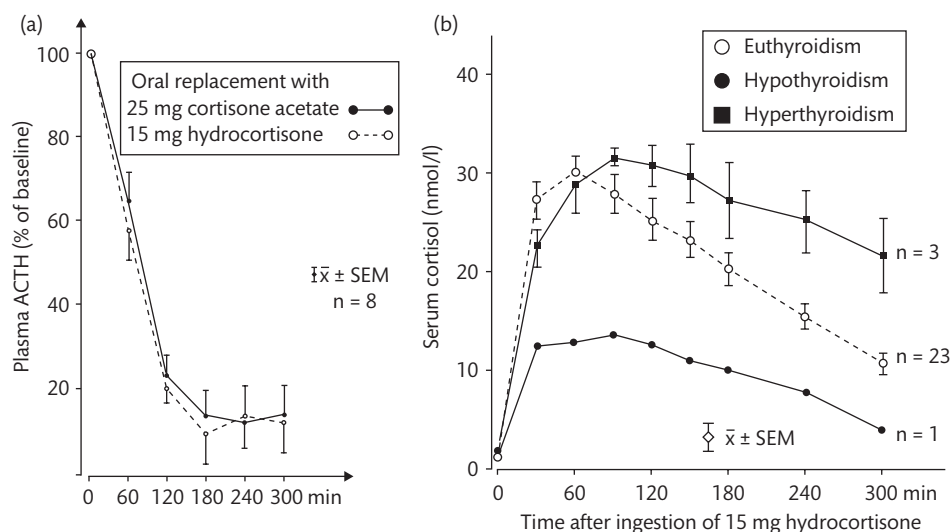 (a)
Plasma ACTH (% of baseline)
100
80
60
40
20
Oral replacement with
25 mg cortisone acetate
15 mg hydrocortisone
x̄ ± SEM
n = 8
0 60 120 180 240 300 min
(b)
Serum cortisol (nmol/l)
40
30
20
10
0
Euthyroidism
Hypothyroidism
Hyperthyroidism
n = 3
n = 23
n = 1
x̄ ± SEM
0 60 120 180 240 300 min
Time after ingestion of 15 mg hydrocortisone